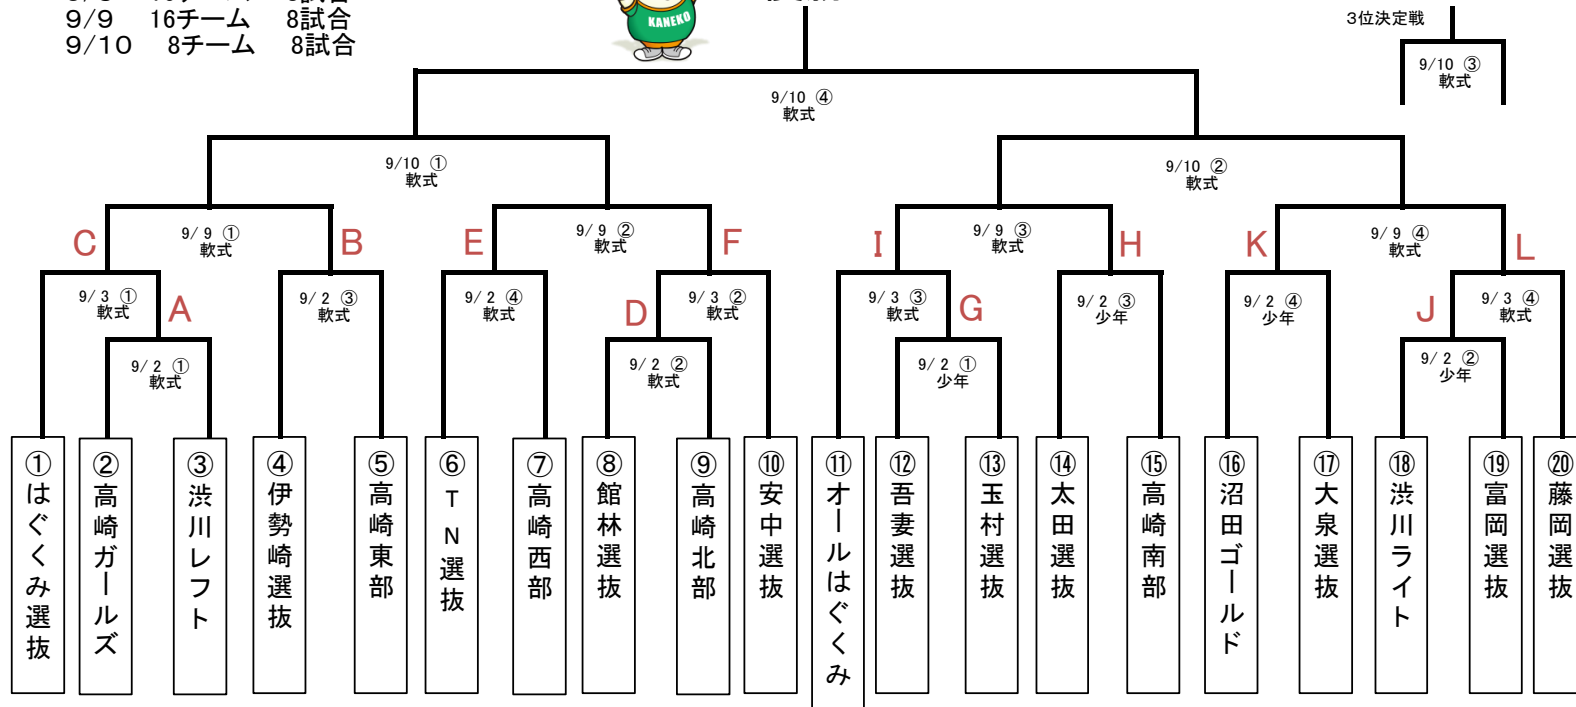 9/9 16チーム 8試合
9/10 8チーム 8試合
KANEKO
3位決定戦
9/10 ③
軟式
9/10 ④
軟式
9/10 ①
軟式
9/10 ②
軟式
C
9/ 9 ①
軟式
B
E
9/ 9 ②
軟式
F
I
9/ 9 ③
軟式
H
K
9/ 9 ④
軟式
L
9/ 3 ①
軟式
A
9/ 2 ③
軟式
9/ 2 ④
軟式
D
9/ 3 ②
軟式
9/ 3 ③
軟式
G
9/ 2 ③
少年
9/ 2 ④
少年
J
9/ 3 ④
軟式
9/ 2 ①
軟式
9/ 2 ②
軟式
9/ 2 ①
少年
9/ 2 ②
少年
①はぐくみ選抜
②高崎ガールズ
③渋川レフト
④伊勢崎選抜
⑤高崎東部
⑥TN選抜
⑦高崎西部
⑧館林選抜
⑨高崎北部
⑩安中選抜
⑪オールはぐくみ
⑫吾妻選抜
⑬玉村選抜
⑭太田選抜
⑮高崎南部
⑯沼田ゴールド
⑰大泉選抜
⑱渋川ライト
⑲富岡選抜
⑳藤岡選抜